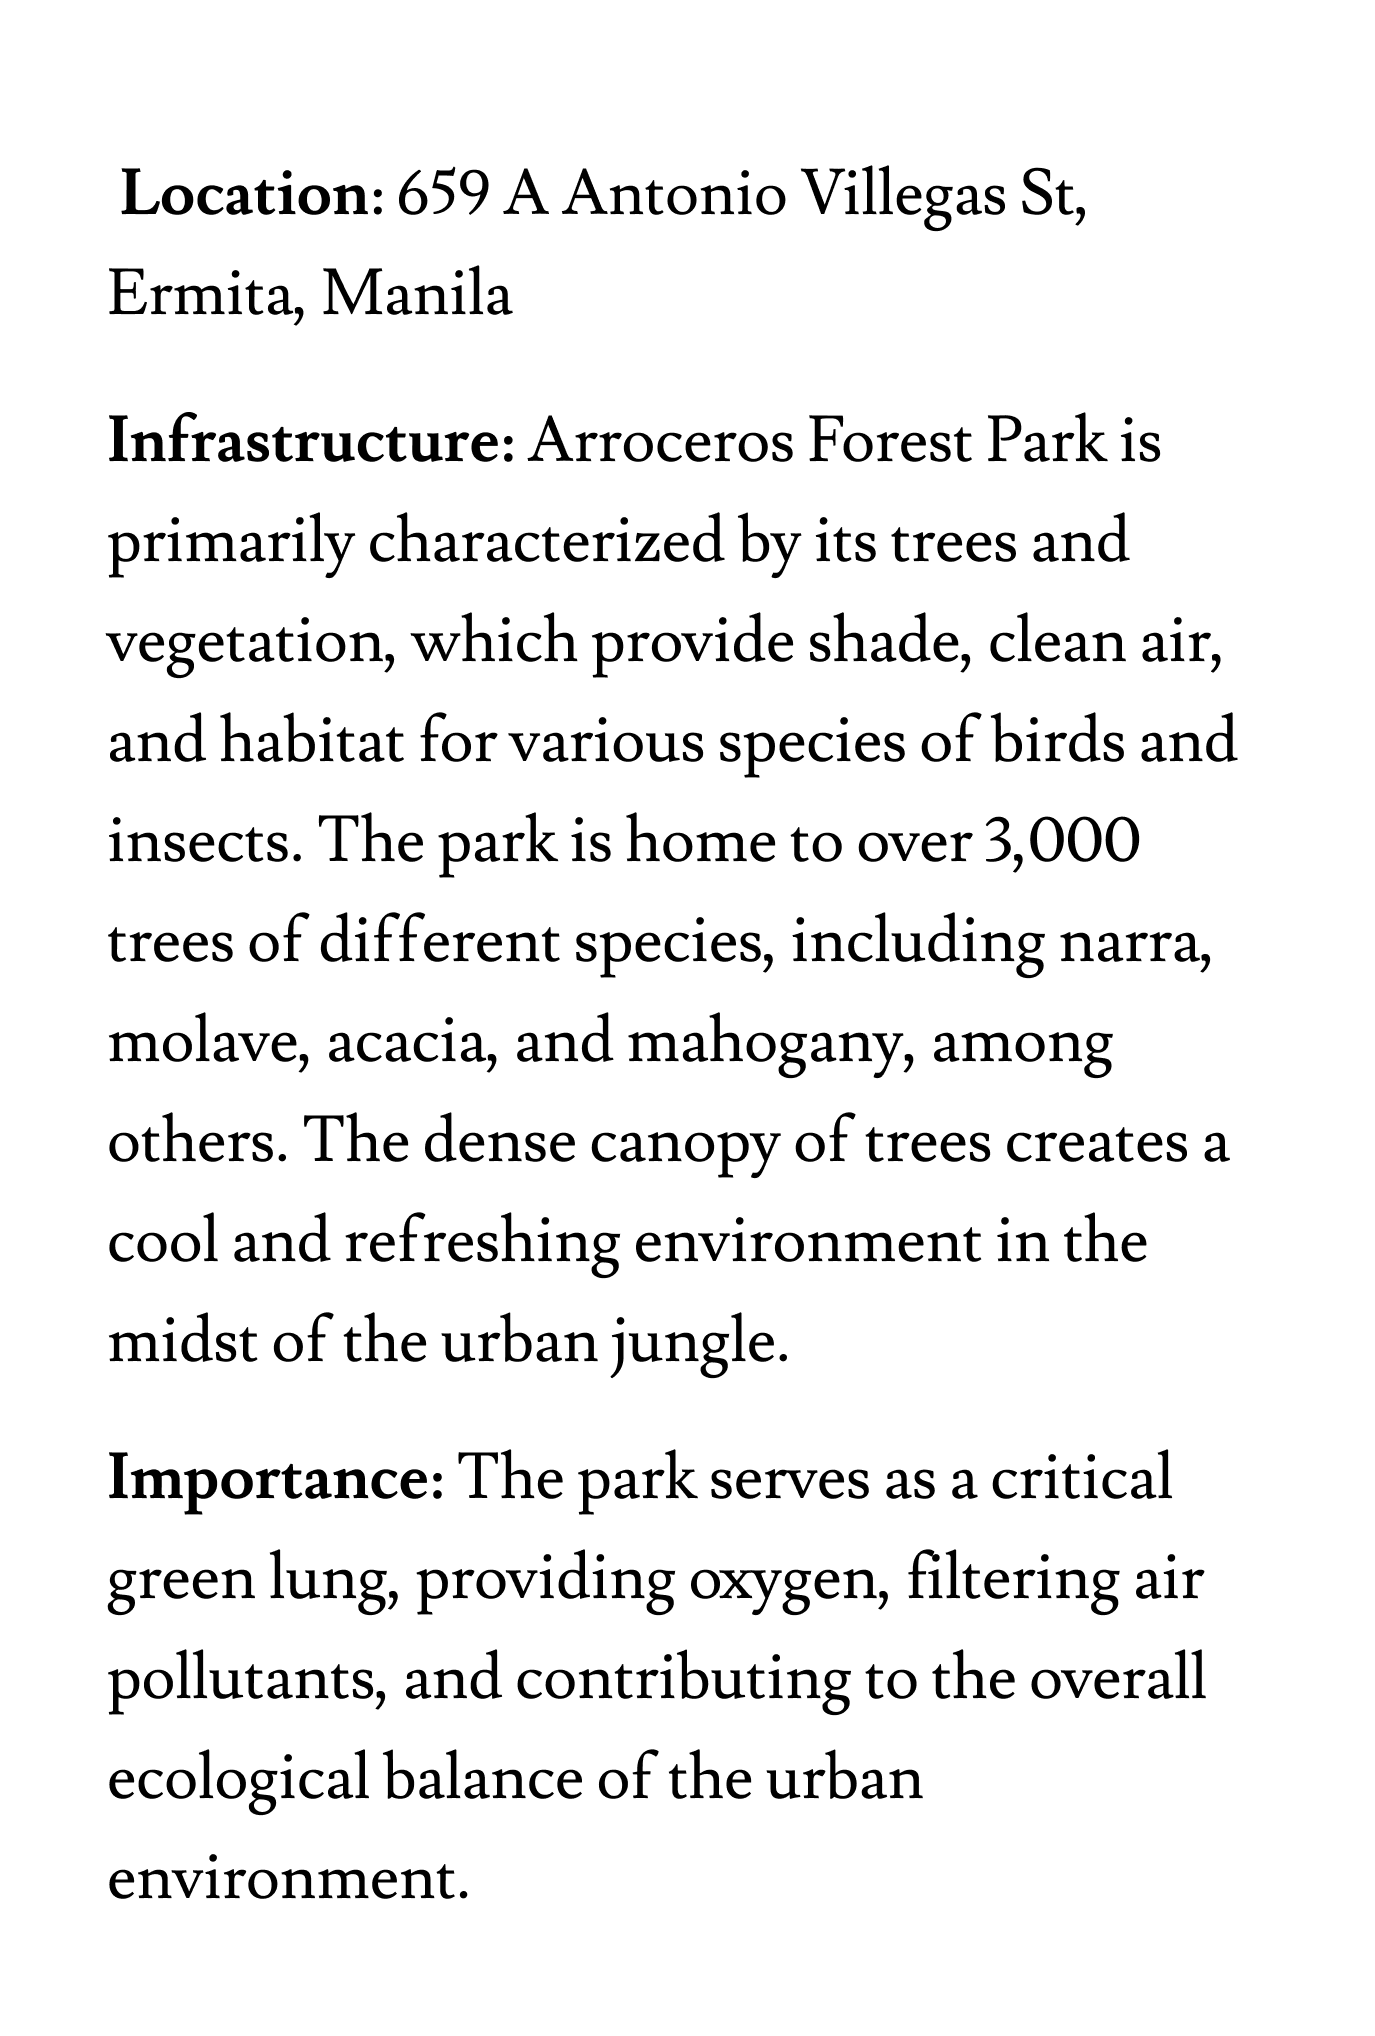 Location: 659 A Antonio Villegas St,
Ermita, Manila
Infrastructure: Arroceros Forest Park is
primarily characterized by its trees and
vegetation, which provide shade, clean air,
and habitat for various species of birds and
insects. The park is home to over 3,000
trees of different species, including narra,
molave, acacia, and mahogany, among
others. The dense canopy of trees creates a
cool and refreshing environment in the
midst of the urban jungle.
Importance: The park serves as a critical
green lung, providing oxygen, filtering air
pollutants, and contributing to the overall
ecological balance of the urban
environment.